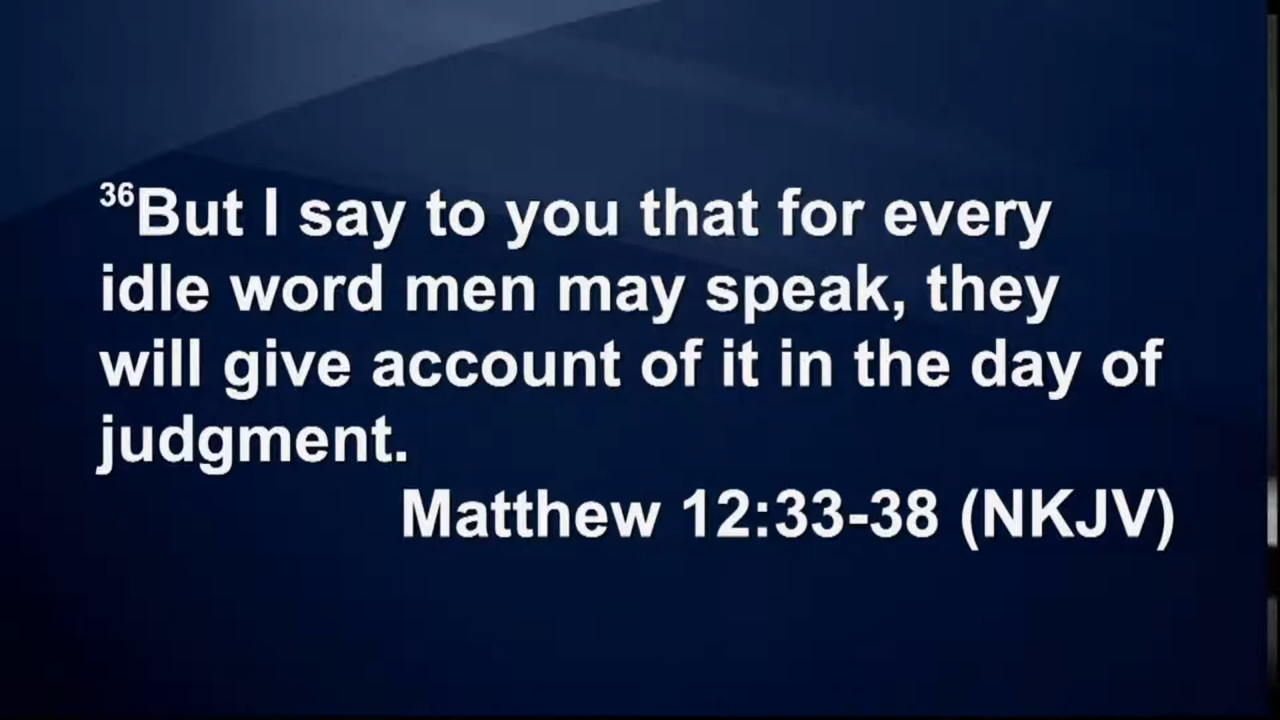 36But I say to you that for every
idle word men may speak, they
will give account of it in the day of
judgment.
Matthew 12:33-38 (NKJV)